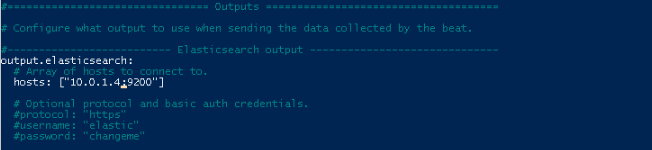 #================================ Outputs =====================================
# Configure what output to use when sending the data collected by the beat.
#-------------------------- Elasticsearch output ------------------------------
output.elasticsearch:
# Array of hosts to connect to.
hosts: ["10.0.1.4:9200"]
# Optional protocol and basic auth credentials.
#protocol: "https"
#username: "elastic"
#password: "changeme"